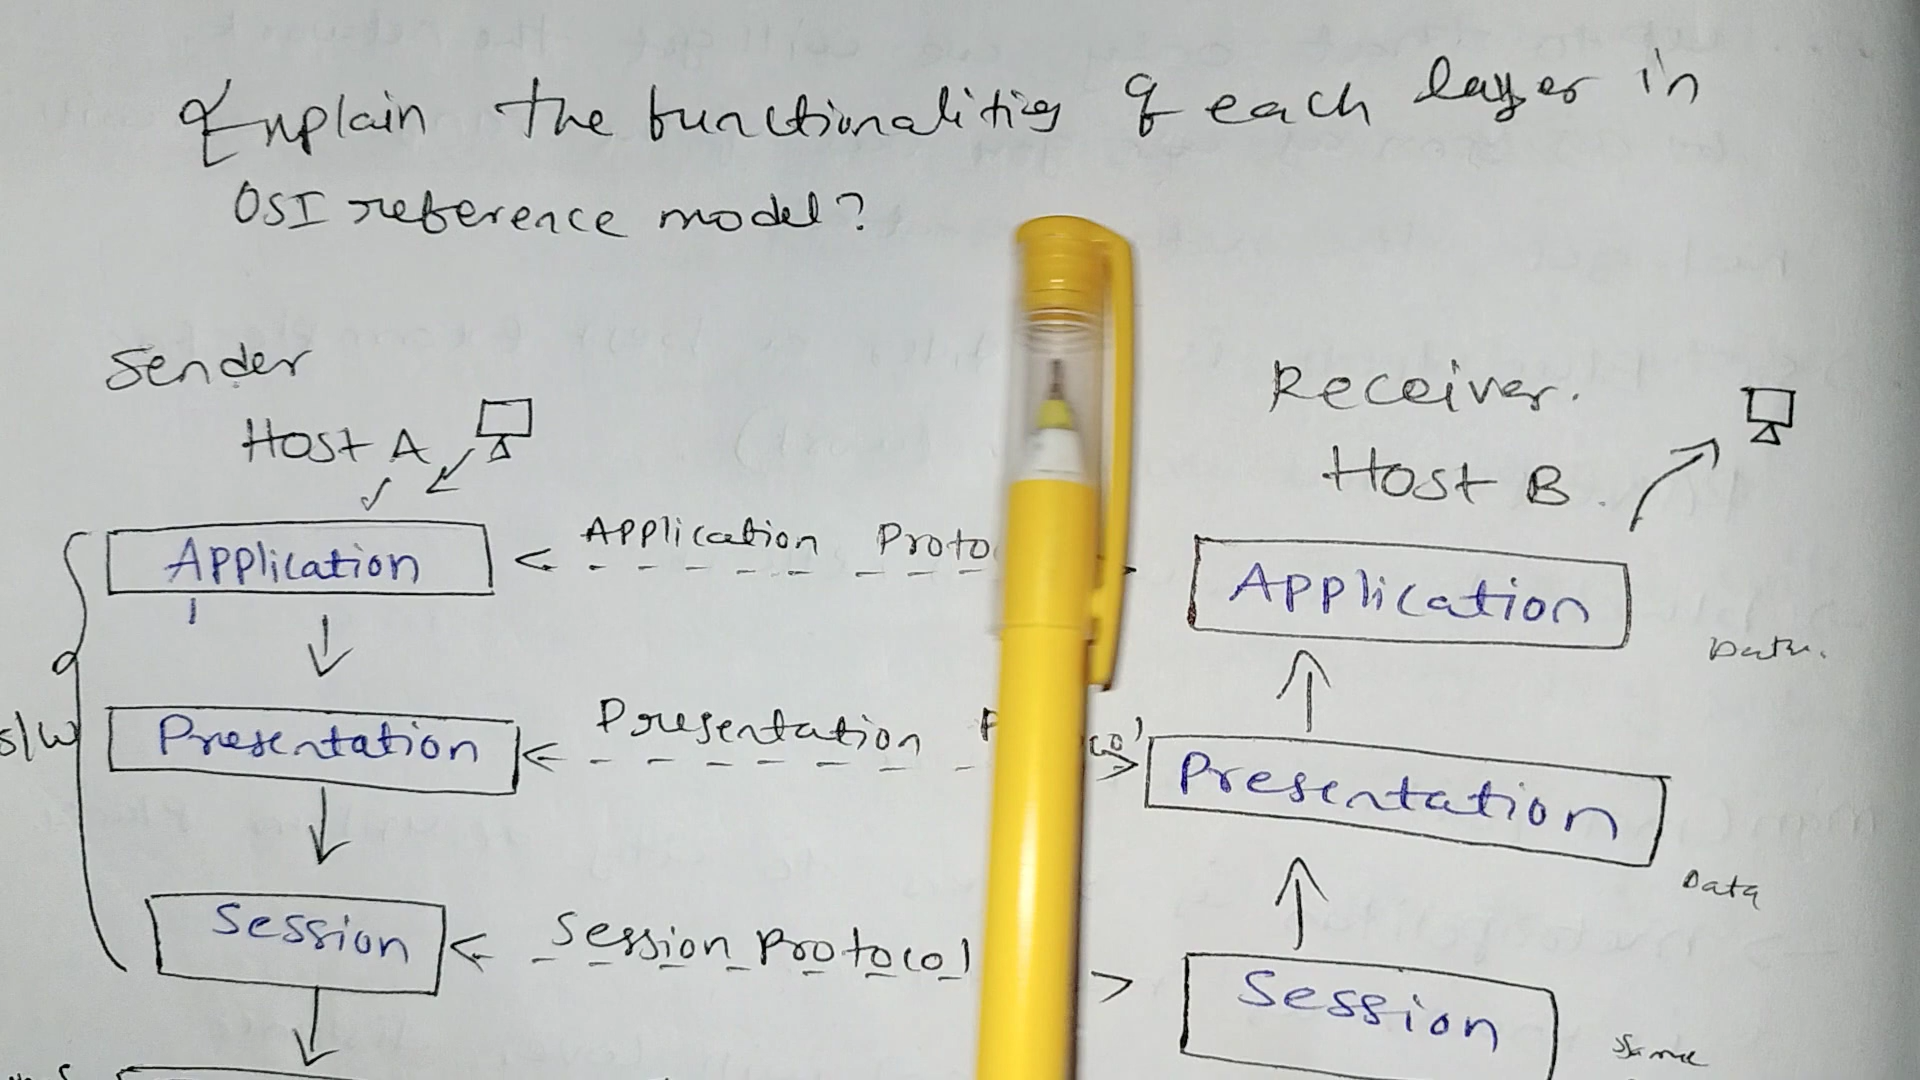 Explain the functionalities of each layer in
OSI reference model?
Sender
Receiver.
Host A
Host B
Application
Application Proto
Application
Data.
Presentation
Presentation P col
Presentation
s/w
Data
Session
Session Protocol
Session
Same